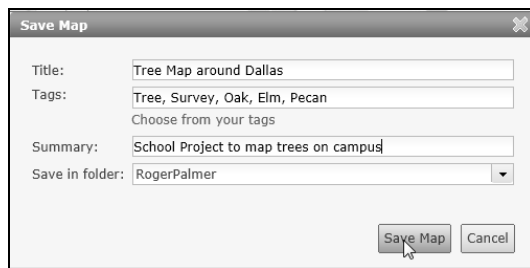 Save Map
Title: Tree Map around Dallas
Tags: Tree, Survey, Oak, Elm, Pecan
Choose from your tags
Summary: School Project to map trees on campus
Save in folder: RogerPalmer
Save Map Cancel